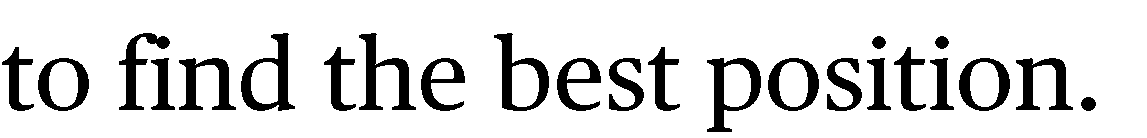 to find the best position.